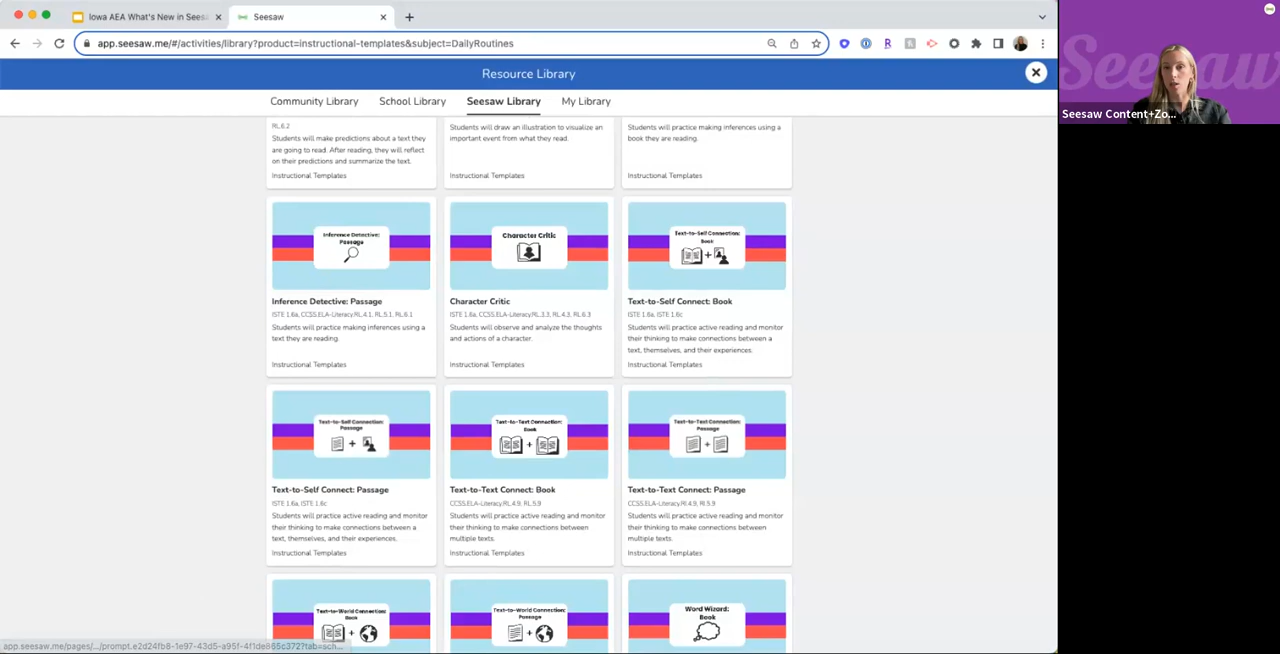 Iowa AEA What's New in Sees
Seesaw
app.seesaw.me/#/activities/library?product=instructional-templates&subject=DailyRoutines
Resource Library
Community Library
School Library
Seesaw Library
My Library
RL.6.2
Students will make predictions about a text they
are going to read. After reading, they will reflect
on their predictions and summarize the text.
Instructional Templates
Students will draw an illustration to visualize an
important event from what they read.
Instructional Templates
Students will practice making inferences using a
book they are reading.
Instructional Templates
Inference Detective:
Passage
Inference Detective: Passage
ISTE 1.6a, CCSS.ELA-Literacy.RL.4.1, RL.5.1, RL.6.1
Students will practice making inferences using a
text they are reading.
Instructional Templates
Character Critic
Character Critic
ISTE 1.6a, CCSS.ELA-Literacy.RL.3.3, RL.4.3, RL.6.3
Students will observe and analyze the thoughts
and actions of a character.
Instructional Templates
Text-to-Self Connection:
Book
Text-to-Self Connect: Book
ISTE 1.6a, ISTE 1.6c
Students will practice active reading and monitor
their thinking to make connections between a
text, themselves, and their experiences.
Instructional Templates
Text-to-Self Connection:
Passage
Text-to-Self Connect: Passage
ISTE 1.6a, ISTE 1.6c
Students will practice active reading and monitor
their thinking to make connections between a
text, themselves, and their experiences.
Instructional Templates
Text-to-Text Connection:
Book
Text-to-Text Connect: Book
CCSS.ELA-Literacy.RL.4.9, RL.5.9
Students will practice active reading and monitor
their thinking to make connections between
multiple texts.
Instructional Templates
Text-to-Text Connection:
Passage
Text-to-Text Connect: Passage
CCSS.ELA-Literacy.RI.4.9, RI.5.9
Students will practice active reading and monitor
their thinking to make connections between
multiple texts.
Instructional Templates
Text-to-World Connection:
Book
Text-to-World Connection:
Passage
Word Wizard:
Book
app.seesaw.me/pages/.../prompt.e2d24fb8-1e97-43d5-a95f-4f1de865c372?tab=sch...
Seesaw
Seesaw Content+Zo...